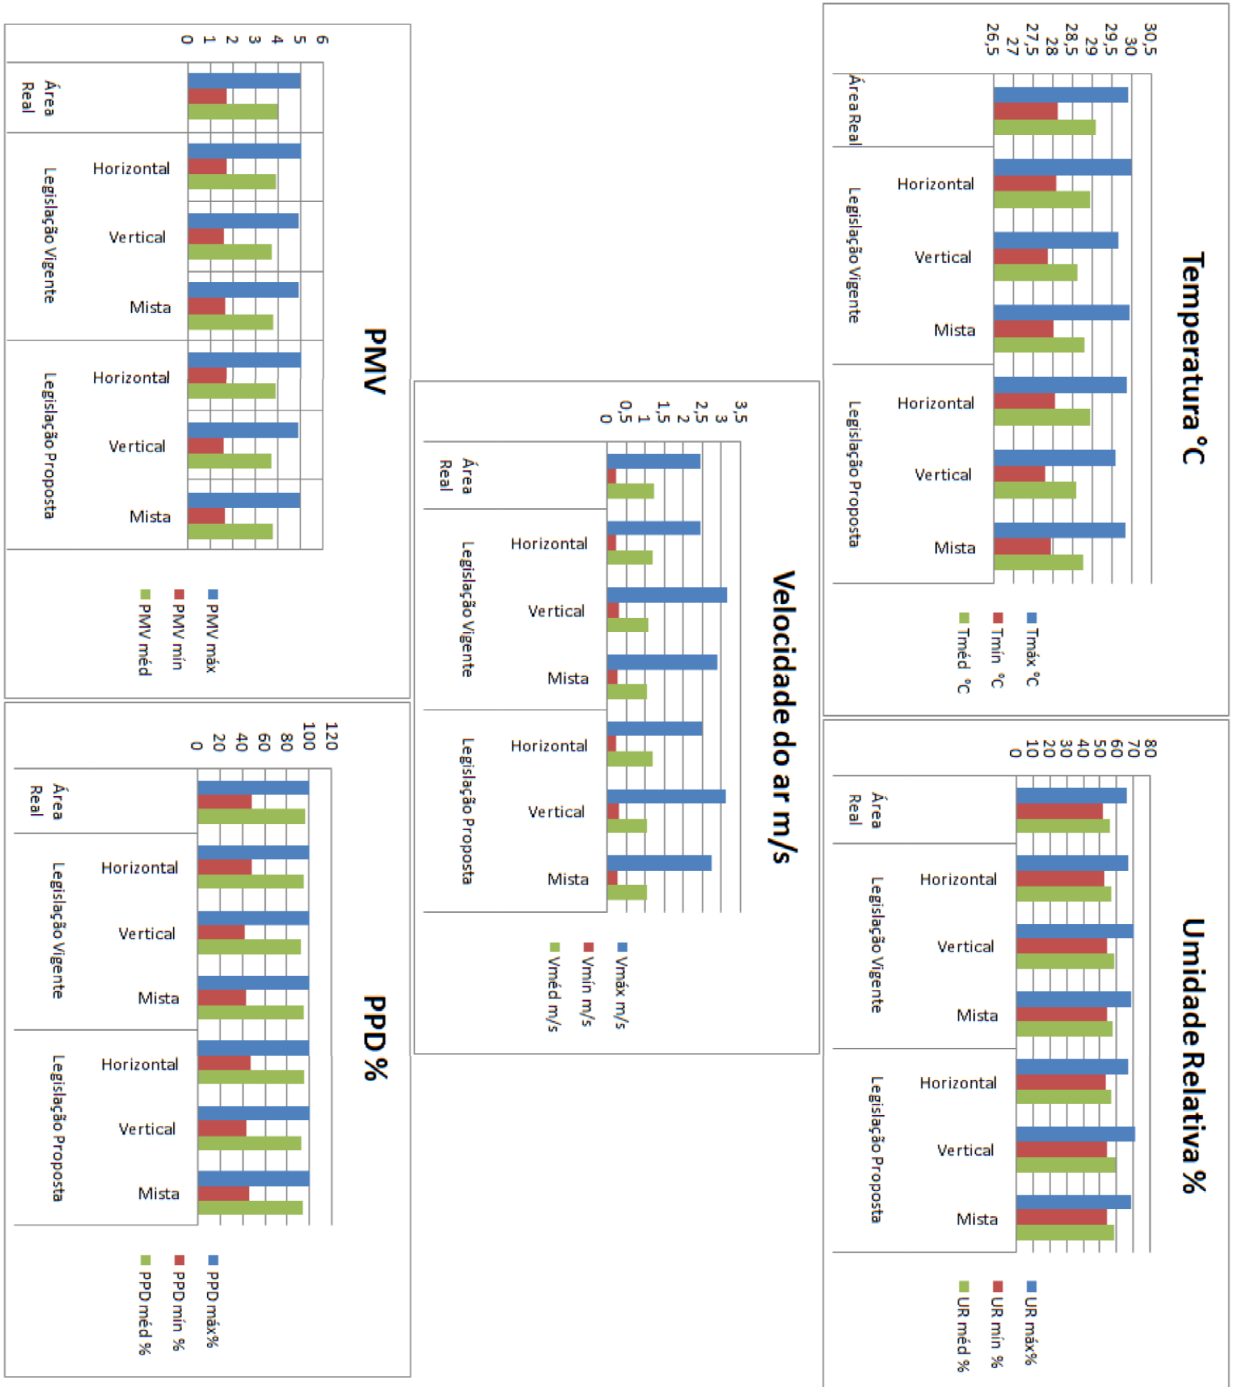 Temperatura °C
30,5
30
29,5
29
28,5
28
27,5
27
26,5
Horizontal Vertical Mista Horizontal Vertical Mista
Área Real Legislação Vigente Legislação Proposta
Tmáx °C
Tmín °C
Tméd °C
Umidade Relativa %
80
70
60
50
40
30
20
10
0
Horizontal Vertical Mista Horizontal Vertical Mista
Área
Real
Legislação Vigente Legislação Proposta
UR máx%
UR mín %
UR méd %
Velocidade do ar m/s
3,5
3
2,5
2
1,5
1
0,5
0
Horizontal Vertical Mista Horizontal Vertical Mista
Área
Real
Legislação Vigente Legislação Proposta
Vmáx m/s
Vmín m/s
Vméd m/s
PMV
6
5
4
3
2
1
0
Horizontal Vertical Mista Horizontal Vertical Mista
Área
Real
Legislação Vigente Legislação Proposta
PMV máx
PMV mín
PMV méd
PPD %
120
100
80
60
40
20
0
Horizontal Vertical Mista Horizontal Vertical Mista
Área
Real
Legislação Vigente Legislação Proposta
PPD máx%
PPD mín %
PPD méd %